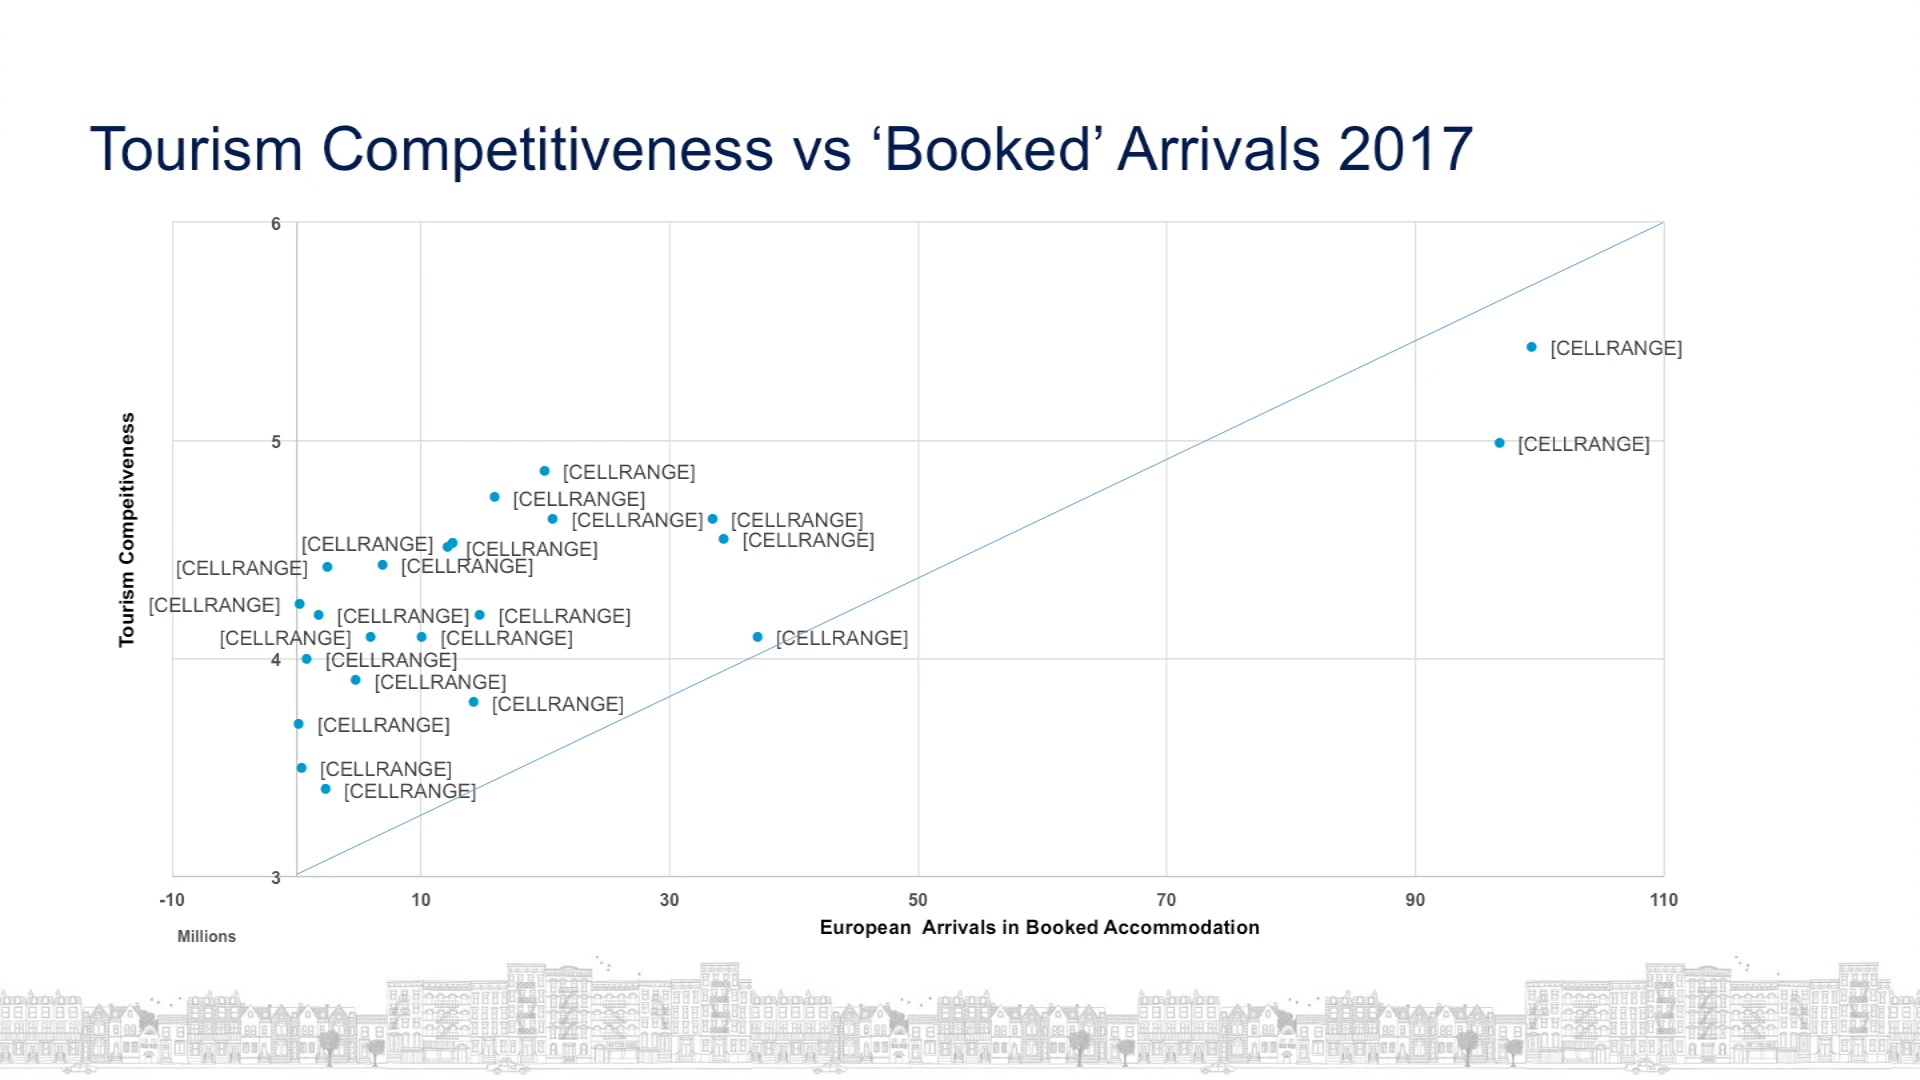 Tourism Competitiveness vs ‘Booked’ Arrivals 2017
6
[CELLRANGE]
Tourism Compeitiveness
5
[CELLRANGE]
[CELLRANGE]
[CELLRANGE]
[CELLRANGE] [CELLRANGE]
[CELLRANGE]
[CELLRANGE] [CELLRANGE]
[CELLRANGE] [CELLRANGE]
[CELLRANGE]
[CELLRANGE] [CELLRANGE]
[CELLRANGE] [CELLRANGE] [CELLRANGE]
4 [CELLRANGE]
[CELLRANGE]
[CELLRANGE]
[CELLRANGE]
[CELLRANGE]
[CELLRANGE]
3
-10 10 30 50 70 90 110
European Arrivals in Booked Accommodation
Millions